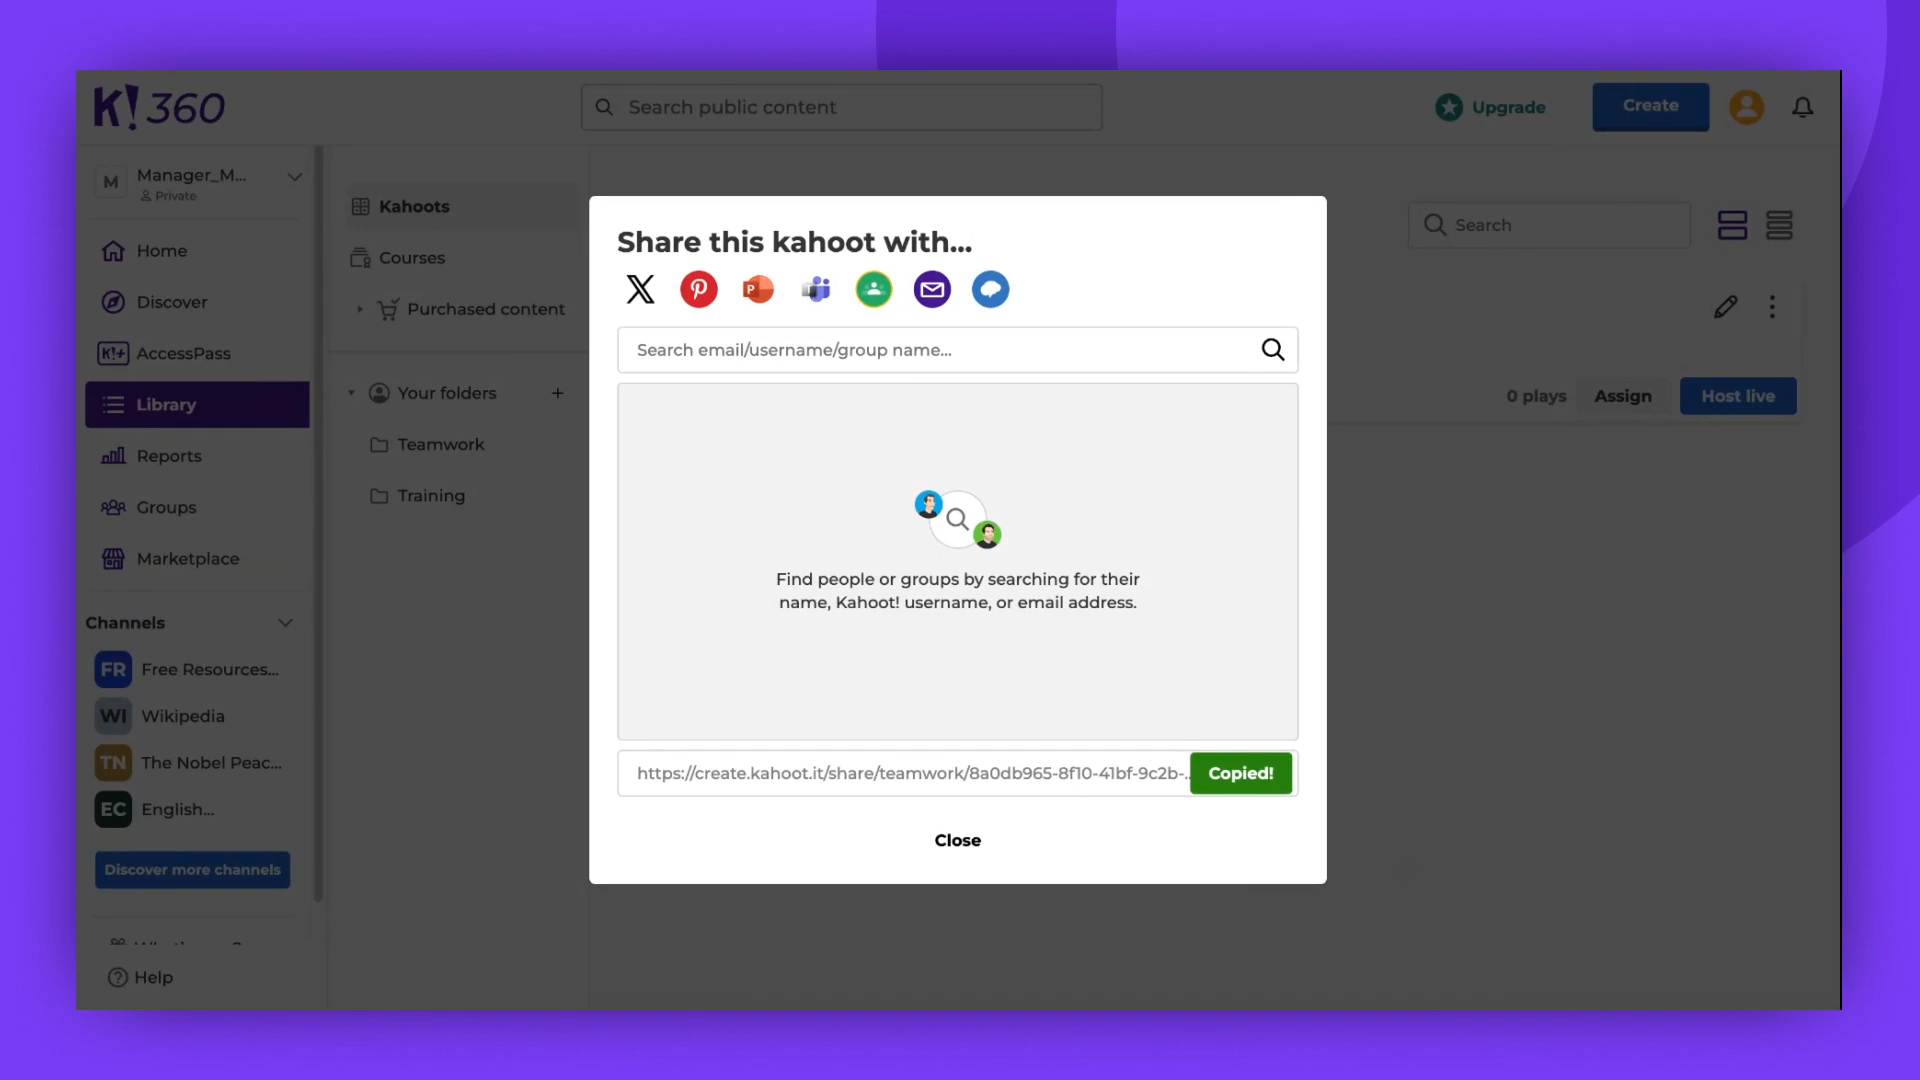 K! 360
Search public content
Upgrade
Create
M
Manager_M...
Private
Home
Discover
K!+ AccessPass
Library
Reports
Groups
Marketplace
Channels
FR Free Resources...
WI Wikipedia
TN The Nobel Peac...
EC English...
Discover more channels
Help
Kahoots
Courses
Purchased content
Your folders
Teamwork
Training
Share this kahoot with...
P
Search email/username/group name...
Find people or groups by searching for their
name, Kahoot! username, or email address.
https://create.kahoot.it/share/teamwork/8a0db965-8f10-41bf-9c2b-..
Copied!
Close
Search
0 plays
Assign
Host live